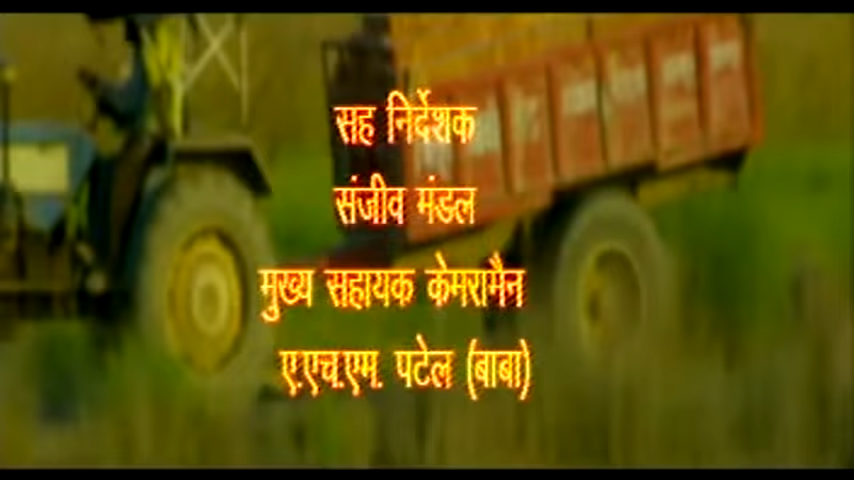 सह निर्देशक
संजीव मंडल
मुख्य सहायक केमरामैन
ए.एच.एम. पटेल (बाबा)